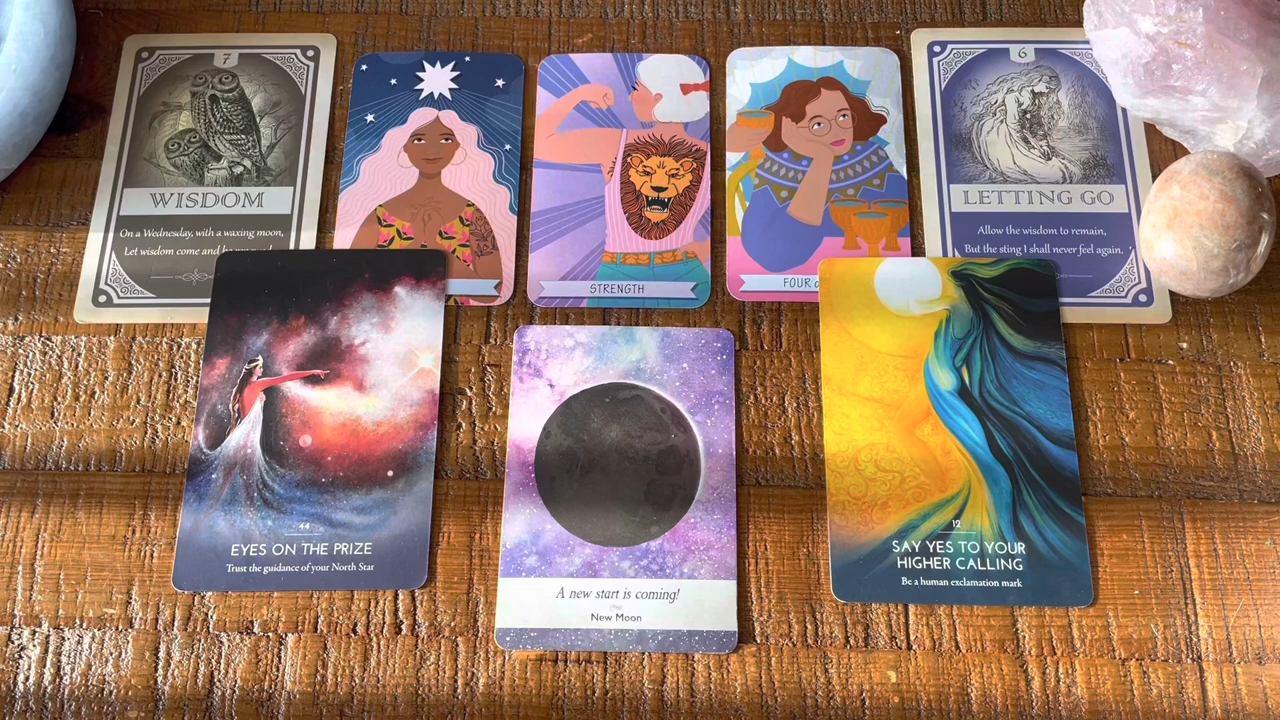 7
WISDOM
On a Wednesday, with a waxing moon,
Let wisdom come and be
STRENGTH
FOUR
6
LETTING GO
Allow the wisdom to remain,
But the sting I shall never feel again.
44
EYES ON THE PRIZE
Trust the guidance of your North Star
A new start is coming!
New Moon
12
SAY YES TO YOUR
HIGHER CALLING
Be a human exclamation mark